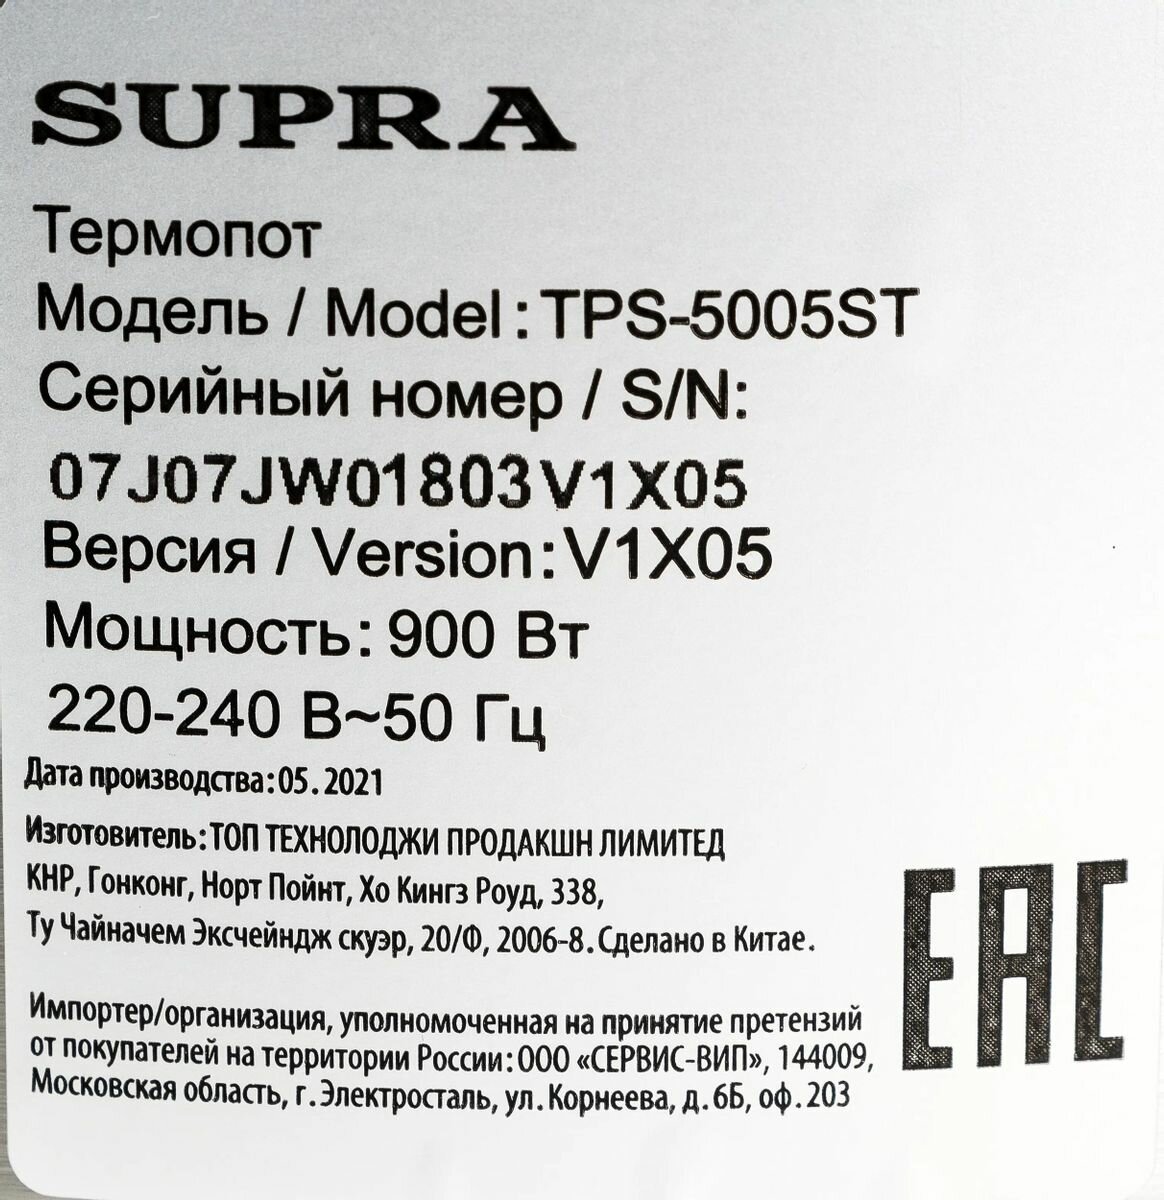 SUPRA
Термопот
Модель / Model: TPS-5005ST
Серийный номер / S/N:
07J07JW01803V1X05
Версия / Version: V1X05
Мощность: 900 Вт
220-240 В~50 Гц
Дата производства: 05.2021
Изготовитель: ТОП ТЕХНОЛОДЖИ ПРОДАКШН ЛИМИТЕД
КНР, Гонконг, Норт Пойнт, Хо Кингз Роуд, 338,
Ту Чайначем Эксчейндж скуэр, 20/Ф, 2006-8. Сделано в Китае.
EAC
Импортер/организация, уполномоченная на принятие претензий
от покупателей на территории России: ООО «СЕРВИС-ВИП», 144009,
Московская область, г. Электросталь, ул. Корнеева, д. 6Б, оф. 203